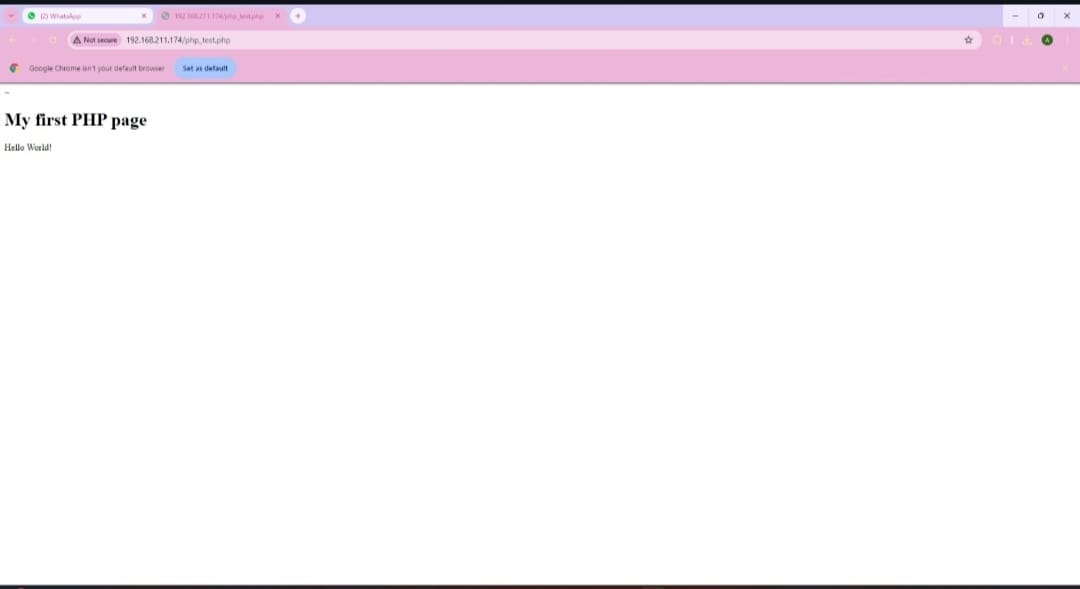 (2) WhatsApp
192.168.211.174/php_test.php
Not secure
192.168.211.174/php_test.php
Google Chrome isn't your default browser
Set as default
~
My first PHP page
Hello World!